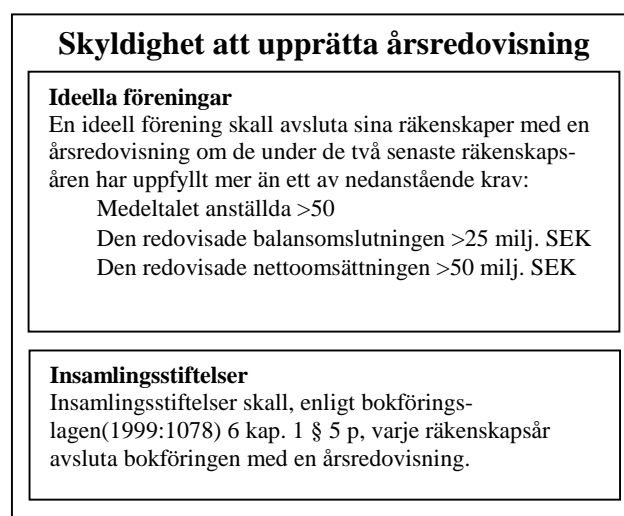 Skyldighet att upprätta årsredovisning
Ideella föreningar
En ideell förening skall avsluta sina räkenskaper med en
årsredovisning om de under de två senaste räkenskaps-
åren har uppfyllt mer än ett av nedanstående krav:
Medeltalet anställda >50
Den redovisade balansomslutningen >25 milj. SEK
Den redovisade nettoomsättningen >50 milj. SEK
Insamlingsstiftelser
Insamlingsstiftelser skall, enligt bokförings-
lagen(1999:1078) 6 kap. 1 § 5 p, varje räkenskapsår
avsluta bokföringen med en årsredovisning.